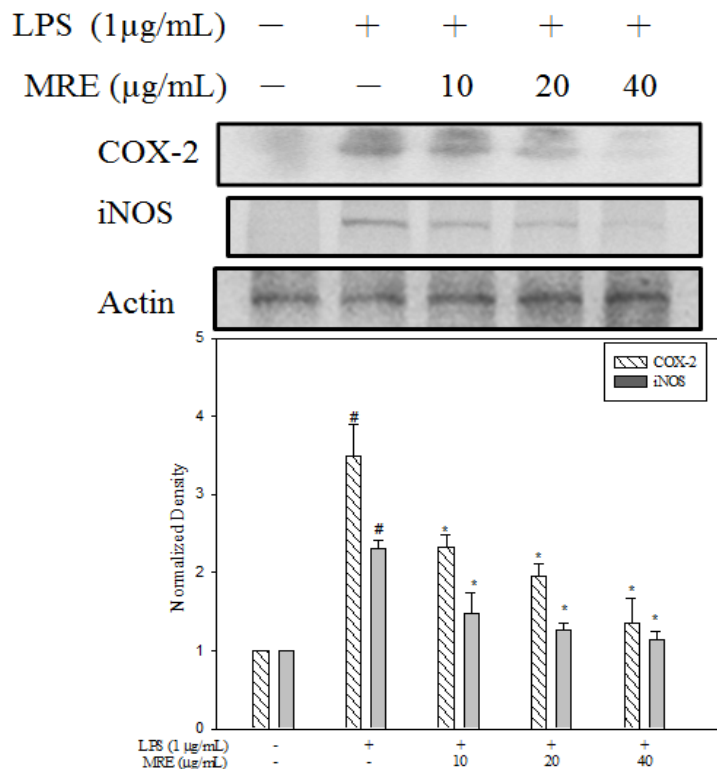 LPS (1µg/mL) — + + + +
MRE (µg/mL) — — 10 20 40
COX-2
iNOS
Actin
5
COX-2
iNOS
4
#
3
#
*
*
2
*
*
*
*
1
0
Normalized Density
LPS (1 µg/mL) - + + + +
MRE (µg/mL) - - 10 20 40